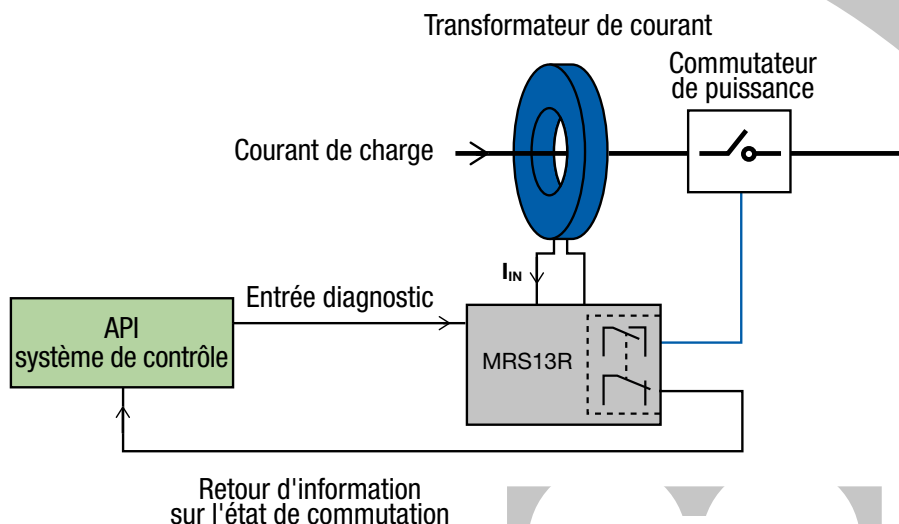 Transformateur de courant
Commutateur
de puissance
Courant de charge
IIN
Entrée diagnostic
API
système de contrôle
MRS13R
Retour d'information
sur l'état de commutation